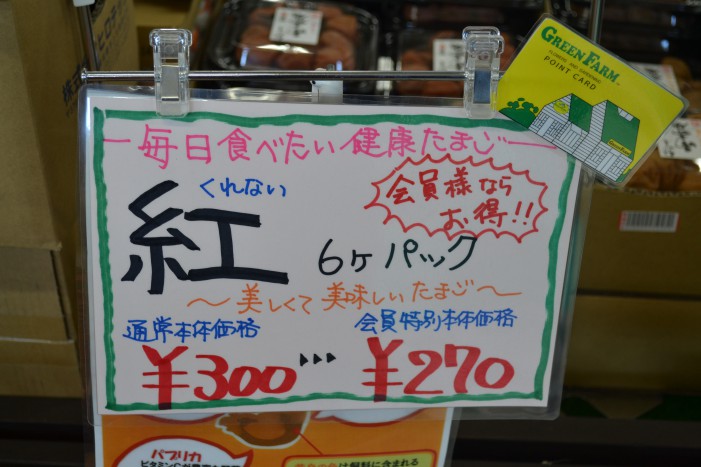 GREEN FARM
POINT CARD
毎日食べたい健康たまご
くれない
紅
会員様なら
お得!!
6ヶパック
～美しくて美味しいたまご～
通常本体価格
¥300
会員特別本体価格
¥270
パプリカ